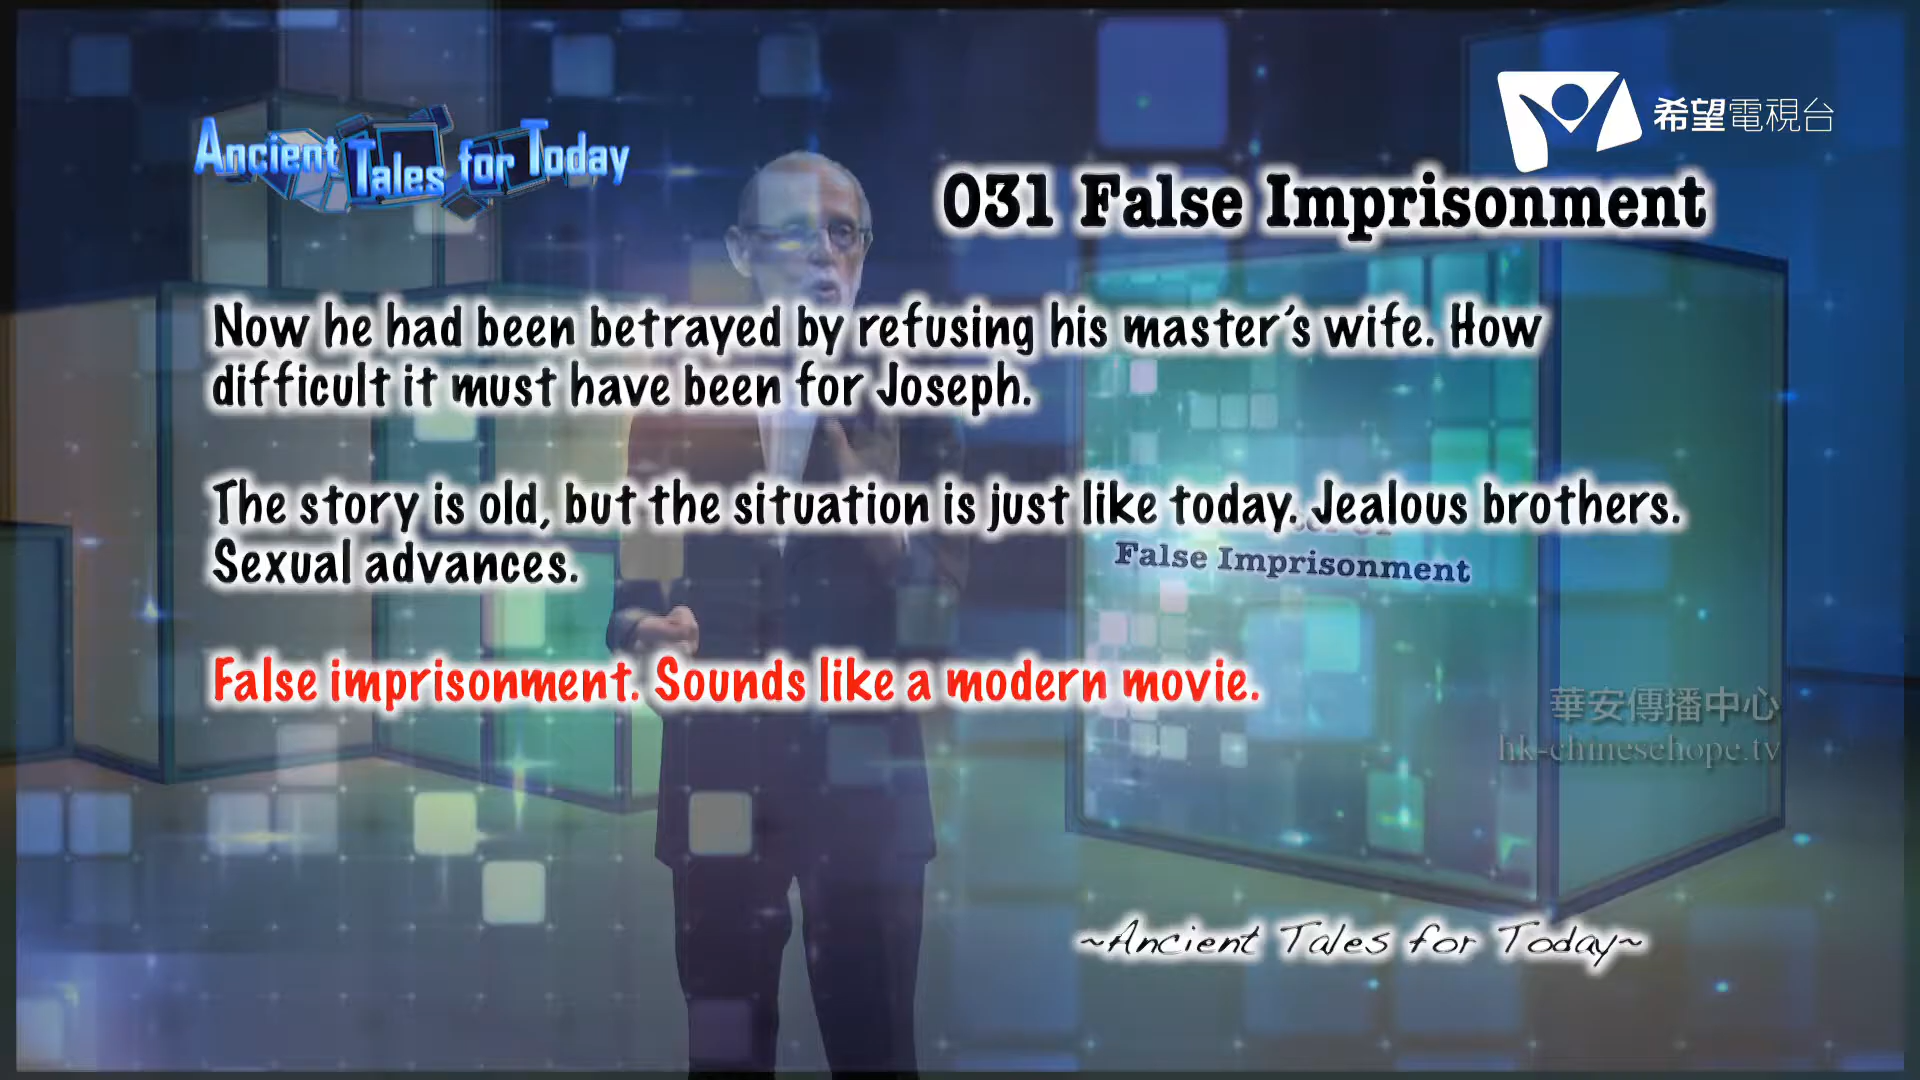 希望電視台
Ancient Tales for Today
031 False Imprisonment
Now he had been betrayed by refusing his master's wife. How
difficult it must have been for Joseph.
The story is old, but the situation is just like today. Jealous brothers.
Sexual advances.
False Imprisonment
False imprisonment. Sounds like a modern movie.
華安傳播中心
hk-chinesehope.tv
~Ancient Tales for Today~